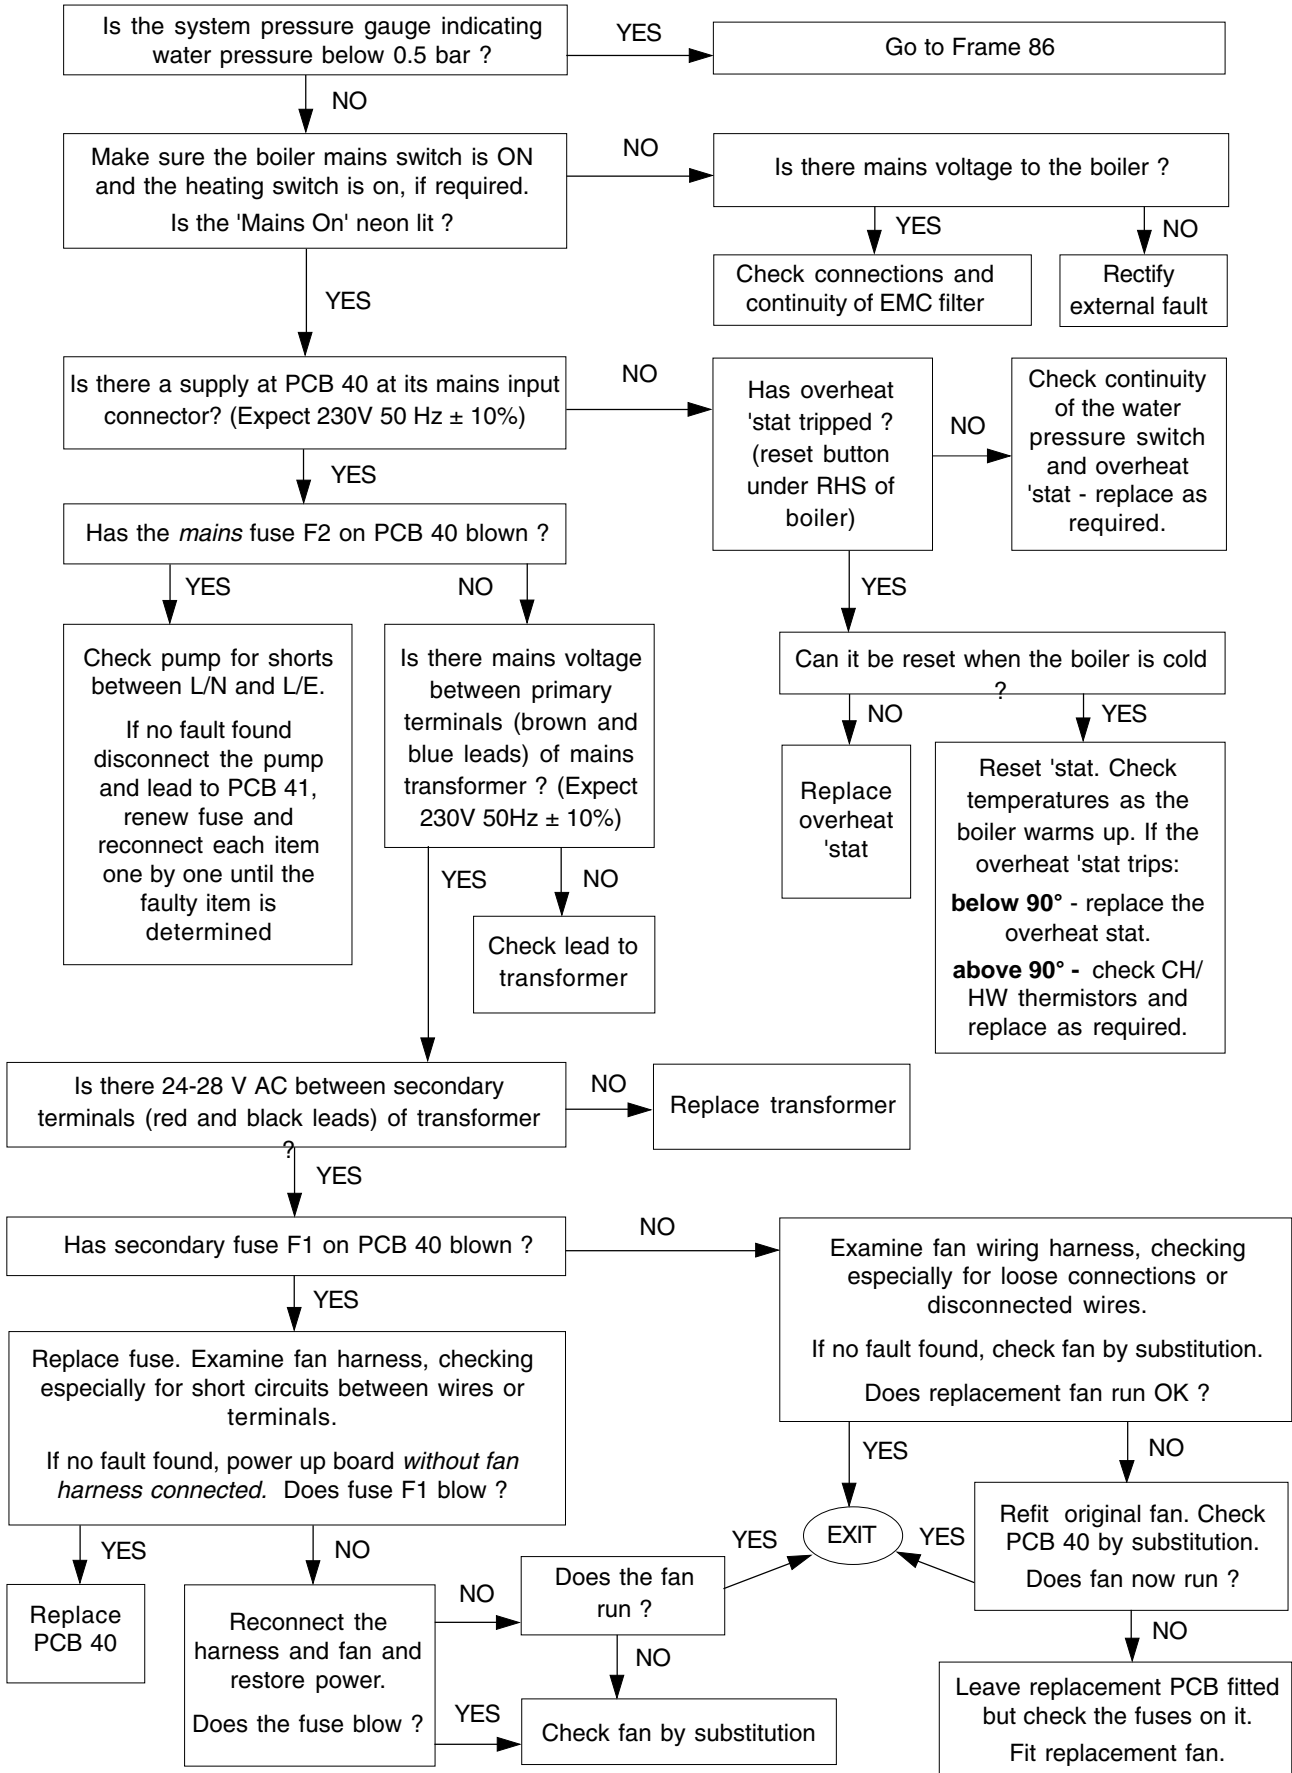 Is the system pressure gauge indicating
water pressure below 0.5 bar ?
YES
Go to Frame 86
NO
Make sure the boiler mains switch is ON
and the heating switch is on, if required.
Is the 'Mains On' neon lit ?
NO
Is there mains voltage to the boiler ?
YES
NO
Check connections and
continuity of EMC filter
Rectify
external fault
YES
Is there a supply at PCB 40 at its mains input
connector? (Expect 230V 50 Hz ± 10%)
NO
Has overheat
'stat tripped ?
(reset button
under RHS of
boiler)
NO
Check continuity
of the water
pressure switch
and overheat
'stat - replace as
required.
YES
Has the mains fuse F2 on PCB 40 blown ?
YES
NO
YES
Check pump for shorts
between L/N and L/E.
If no fault found
disconnect the pump
and lead to PCB 41,
renew fuse and
reconnect each item
one by one until the
faulty item is
determined
Is there mains voltage
between primary
terminals (brown and
blue leads) of mains
transformer ? (Expect
230V 50Hz ± 10%)
Can it be reset when the boiler is cold
?
NO
YES
Replace
overheat
'stat
Reset 'stat. Check
temperatures as the
boiler warms up. If the
overheat 'stat trips:
below 90° - replace the
overheat stat.
above 90° - check CH/
HW thermistors and
replace as required.
YES
NO
Check lead to
transformer
Is there 24-28 V AC between secondary
terminals (red and black leads) of transformer
?
NO
Replace transformer
YES
Has secondary fuse F1 on PCB 40 blown ?
NO
Examine fan wiring harness, checking
especially for loose connections or
disconnected wires.
If no fault found, check fan by substitution.
Does replacement fan run OK ?
YES
Replace fuse. Examine fan harness, checking
especially for short circuits between wires or
terminals.
If no fault found, power up board without fan
harness connected. Does fuse F1 blow ?
YES
NO
YES
NO
Replace
PCB 40
Reconnect the
harness and fan and
restore power.
Does the fuse blow ?
NO
Does the fan
run ?
YES
EXIT
YES
Refit original fan. Check
PCB 40 by substitution.
Does fan now run ?
NO
NO
YES
Check fan by substitution
Leave replacement PCB fitted
but check the fuses on it.
Fit replacement fan.